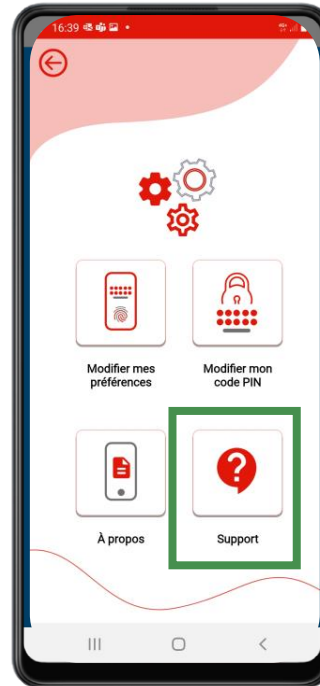 16:39
Modifier mes
préférences
Modifier mon
code PIN
À propos
Support